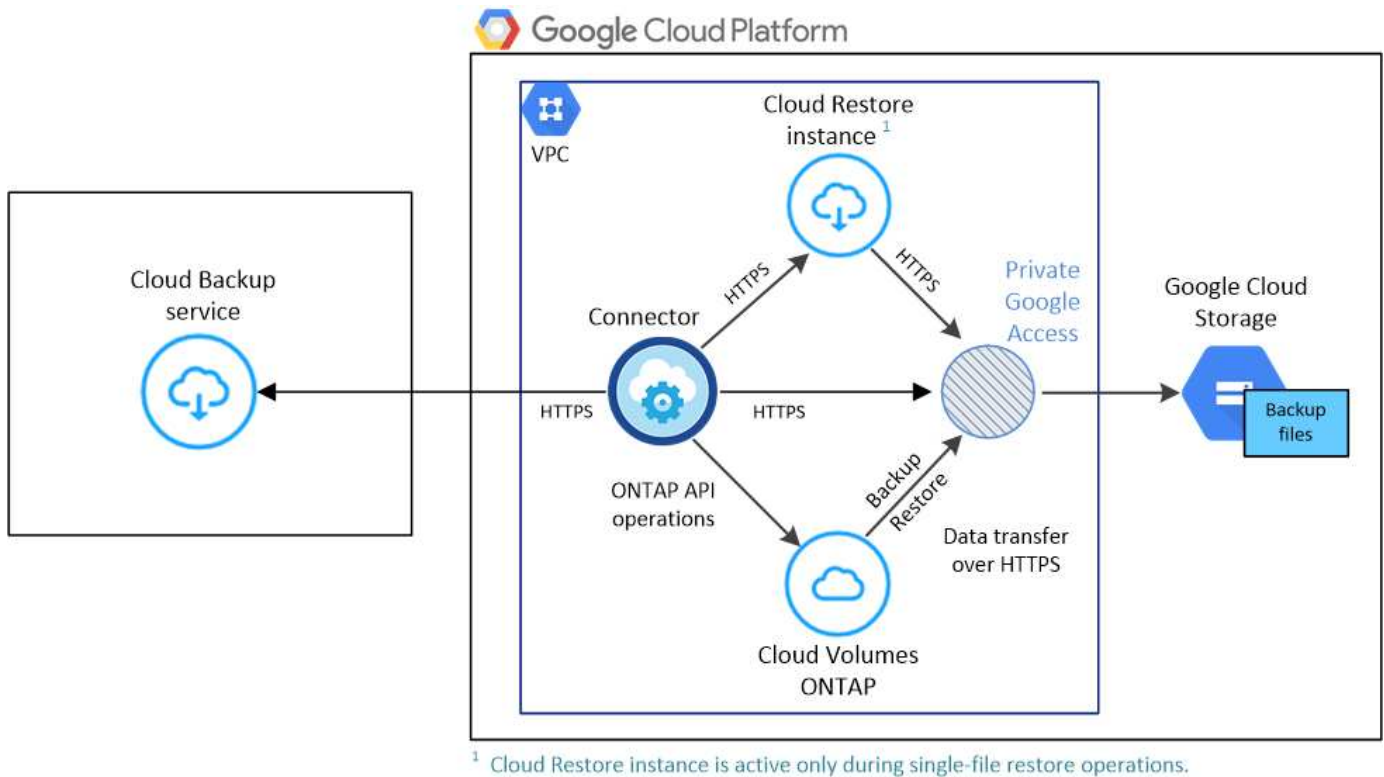 Google Cloud Platform
VPC
Cloud Restore
instance 1
Cloud Backup
service
Connector
HTTPS
HTTPS
Private
Google
Access
Google Cloud
Storage
Backup
files
HTTPS
HTTPS
ONTAP API
operations
Backup
Restore
Data transfer
over HTTPS
Cloud Volumes
ONTAP
1 Cloud Restore instance is active only during single-file restore operations.